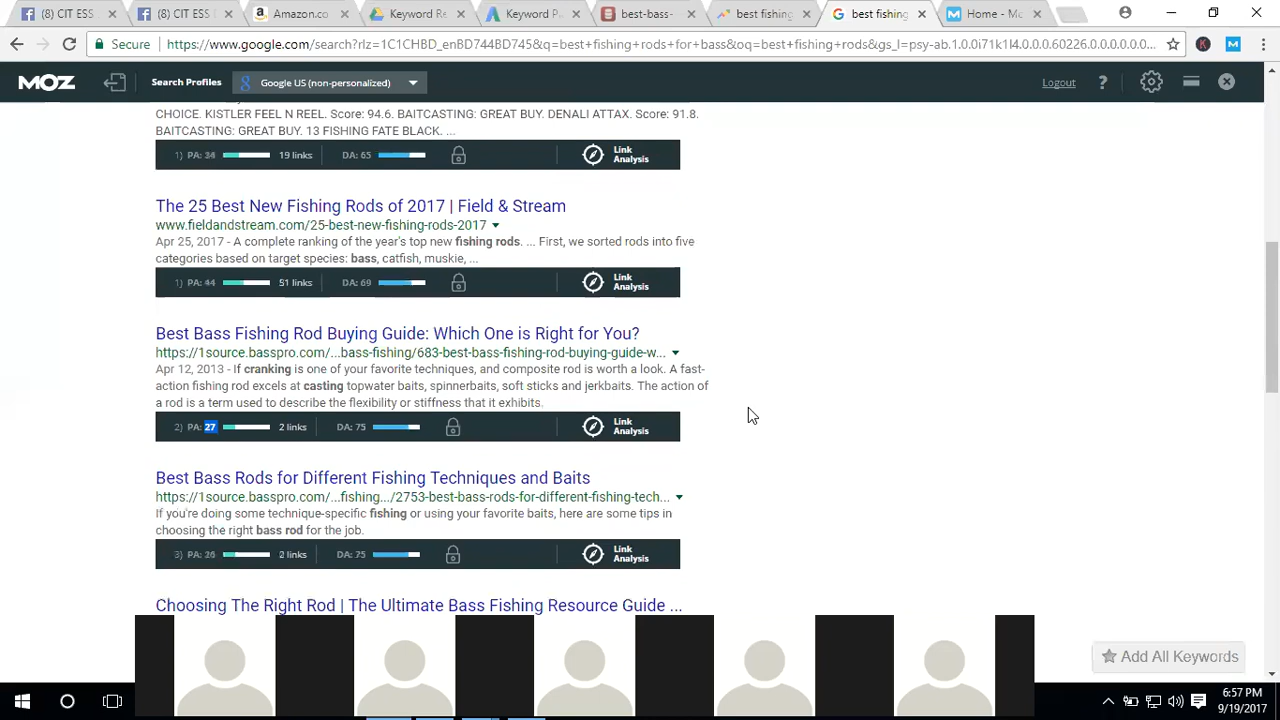 (8) CIT ESS
(8) CIT ESS
Amazon.co
Keyword Re
Keyword P
best-bass-
best fishing
best fishing
Home - Mo
Secure
https://www.google.com/search?rlz=1C1CHBD_enBD744BD745&q=best+fishing+rods+for+bass&oq=best+fishing+rods&gs_l=psy-ab.1.0.0i71k1l4.0.0.0.60226.0.0.0.0.0...
MOZ
Search Profiles
Google US (non-personalized)
Logout
?
CHOICE. KISTLER FEEL N REEL. Score: 94.6. BAITCASTING: GREAT BUY. DENALI ATTAX. Score: 91.8.
BAITCASTING: GREAT BUY. 13 FISHING FATE BLACK. ...
1) PA: 34 19 links DA: 65 Link Analysis
The 25 Best New Fishing Rods of 2017 | Field & Stream
www.fieldandstream.com/25-best-new-fishing-rods-2017
Apr 25, 2017 - A complete ranking of the year's top new fishing rods. ... First, we sorted rods into five
categories based on target species: bass, catfish, muskie, ...
1) PA: 44 51 links DA: 69 Link Analysis
Best Bass Fishing Rod Buying Guide: Which One is Right for You?
https://1source.basspro.com/...bass-fishing/683-best-bass-fishing-rod-buying-guide-w...
Apr 12, 2013 - If cranking is one of your favorite techniques, and composite rod is worth a look. A fast-
action fishing rod excels at casting topwater baits, spinnerbaits, soft sticks and jerkbaits. The action of
a rod is a term used to describe the flexibility or stiffness that it exhibits.
2) PA: 27 2 links DA: 75 Link Analysis
Best Bass Rods for Different Fishing Techniques and Baits
https://1source.basspro.com/...fishing.../2753-best-bass-rods-for-different-fishing-tech...
If you're doing some technique-specific fishing or using your favorite baits, here are some tips in
choosing the right bass rod for the job.
3) PA: 26 2 links DA: 75 Link Analysis
Choosing The Right Rod | The Ultimate Bass Fishing Resource Guide ...
Add All Keywords
6:57 PM
9/19/2017